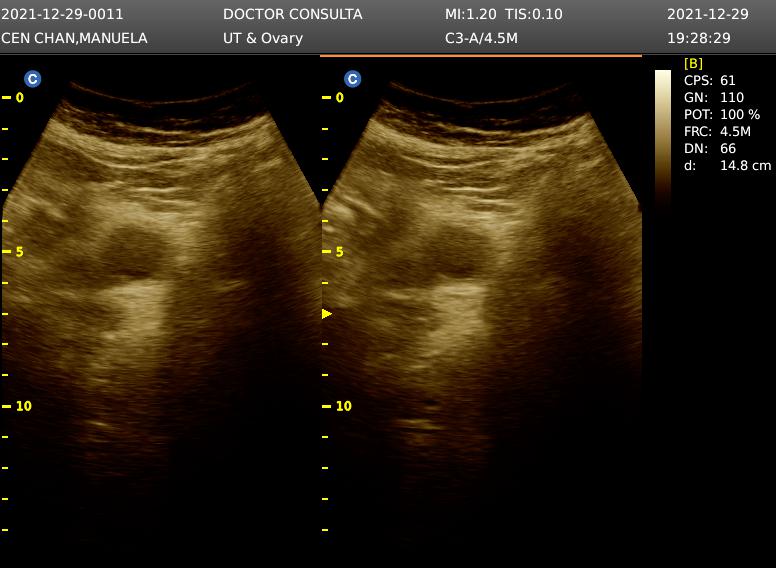 2021-12-29-0011 DOCTOR CONSULTA MI:1.20 TIS:0.10 2021-12-29
CEN CHAN,MANUELA UT & Ovary C3-A/4.5M 19:28:29
[B]
CPS: 61
GN: 110
POT: 100 %
FRC: 4.5M
DN: 66
d: 14.8 cm
C
0
5
10
C
0
5
10